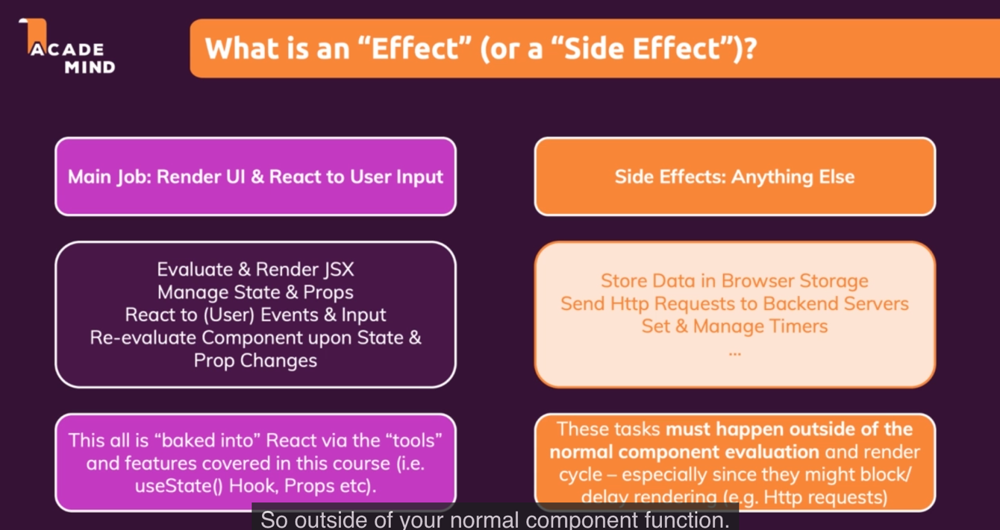 ACADE
MIND
What is an “Effect” (or a “Side Effect”)?
Main Job: Render UI & React to User Input
Evaluate & Render JSX
Manage State & Props
React to (User) Events & Input
Re-evaluate Component upon State &
Prop Changes
This all is “baked into” React via the “tools”
and features covered in this course (i.e.
useState() Hook, Props etc).
Side Effects: Anything Else
Store Data in Browser Storage
Send Http Requests to Backend Servers
Set & Manage Timers
...
These tasks must happen outside of the
normal component evaluation and render
cycle – especially since they might block/
delay rendering (e.g. Http requests)
So outside of your normal component function.